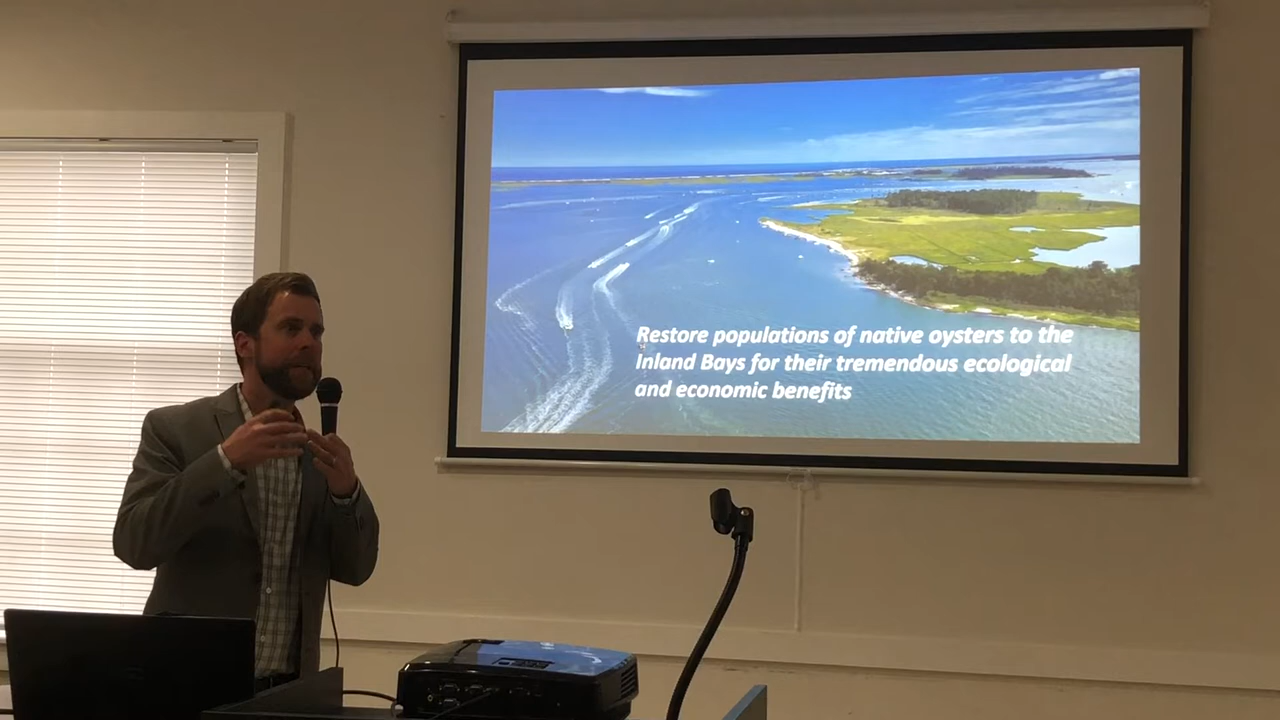 Restore populations of native oysters to the
Inland Bays for their tremendous ecological
and economic benefits